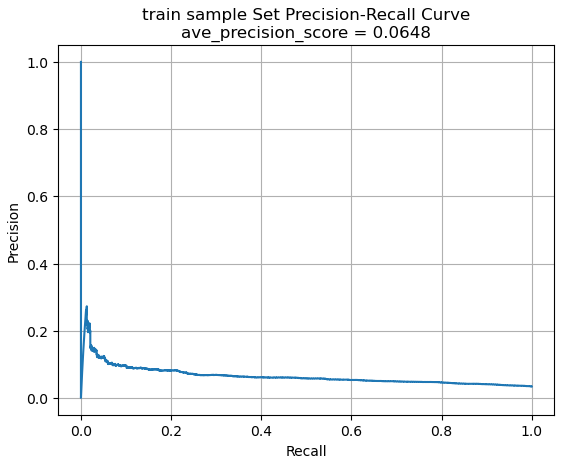 train sample Set Precision-Recall Curve
ave_precision_score = 0.0648
1.0
0.8
0.6
0.4
0.2
0.0
Precision
0.0 0.2 0.4 0.6 0.8 1.0
Recall